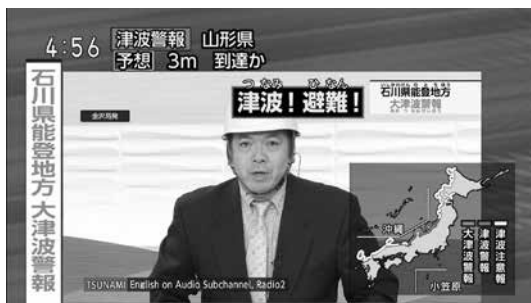 4:56
津波警報 山形県
予想 3m 到達か
石川県能登地方 大津波警報
つなみ ひなん
津波！避難！
石川県能登地方
大津波警報
金沢局発
沖縄
小笠原
大津波警報
津波警報
津波注意報
TSUNAMI English on Audio Subchannel, Radio2